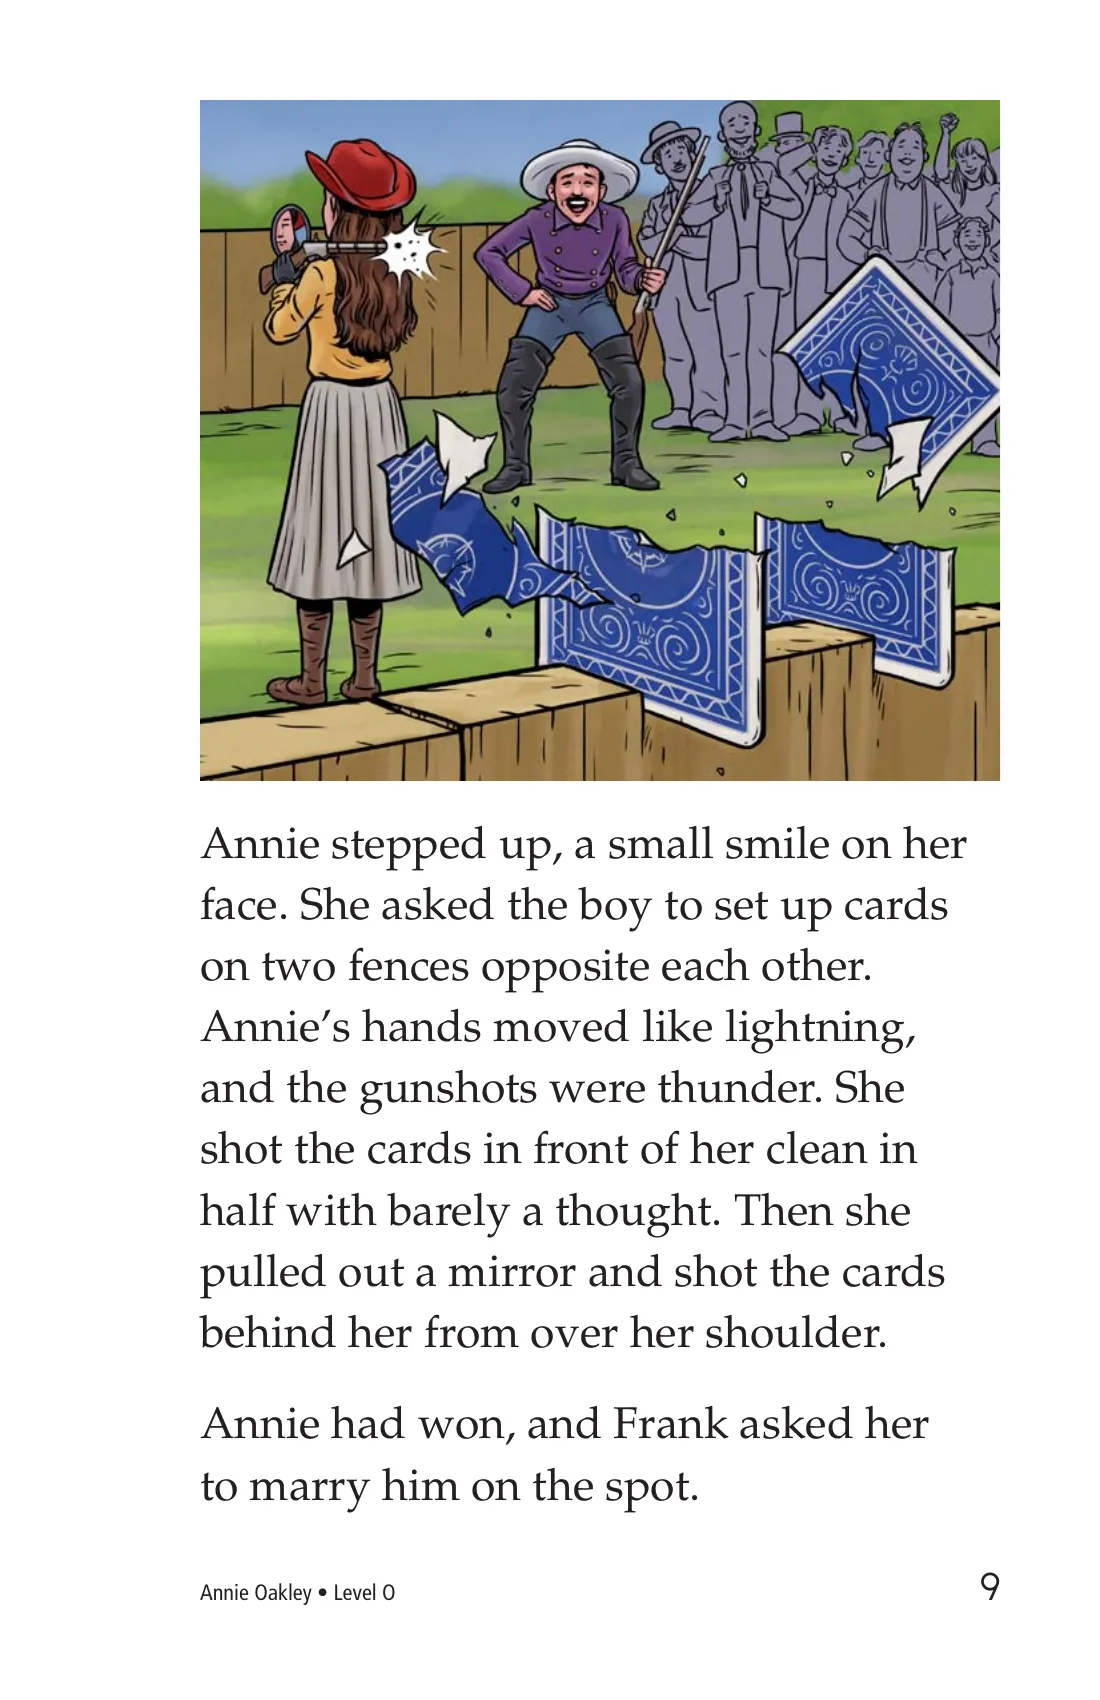 Annie stepped up, a small smile on her
face. She asked the boy to set up cards
on two fences opposite each other.
Annie’s hands moved like lightning,
and the gunshots were thunder. She
shot the cards in front of her clean in
half with barely a thought. Then she
pulled out a mirror and shot the cards
behind her from over her shoulder.
Annie had won, and Frank asked her
to marry him on the spot.
Annie Oakley • Level O
9